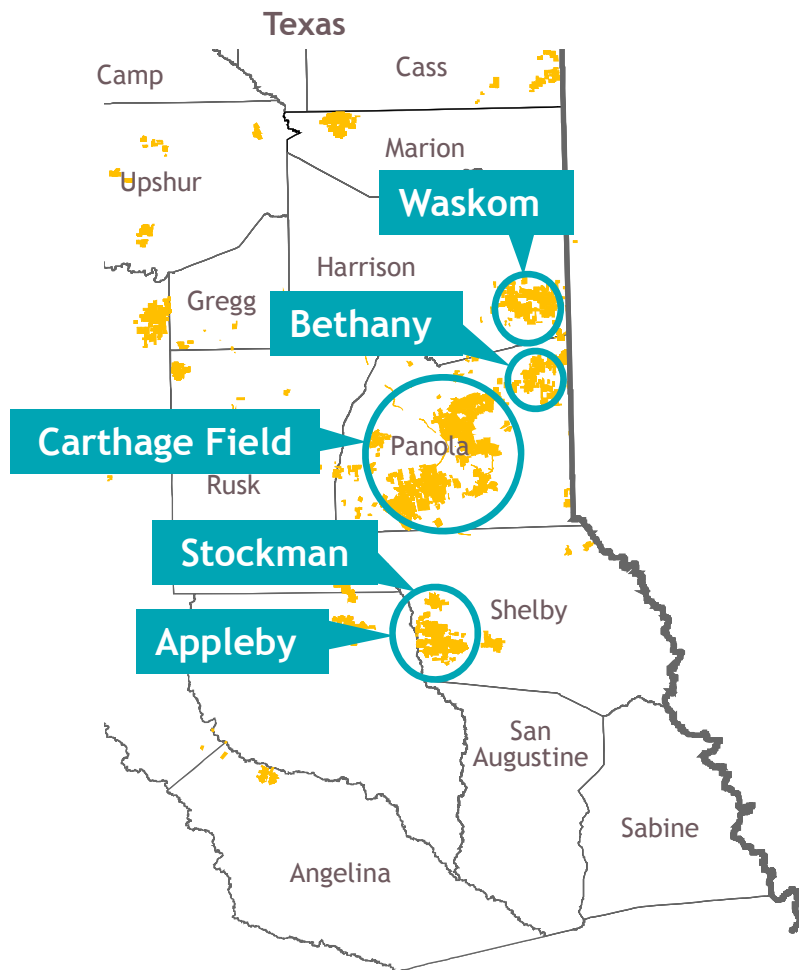 Texas
Camp
Cass
Marion
Upshur
Waskom
Harrison
Gregg
Bethany
Carthage Field
Panola
Rusk
Stockman
Shelby
Appleby
San
Augustine
Sabine
Angelina